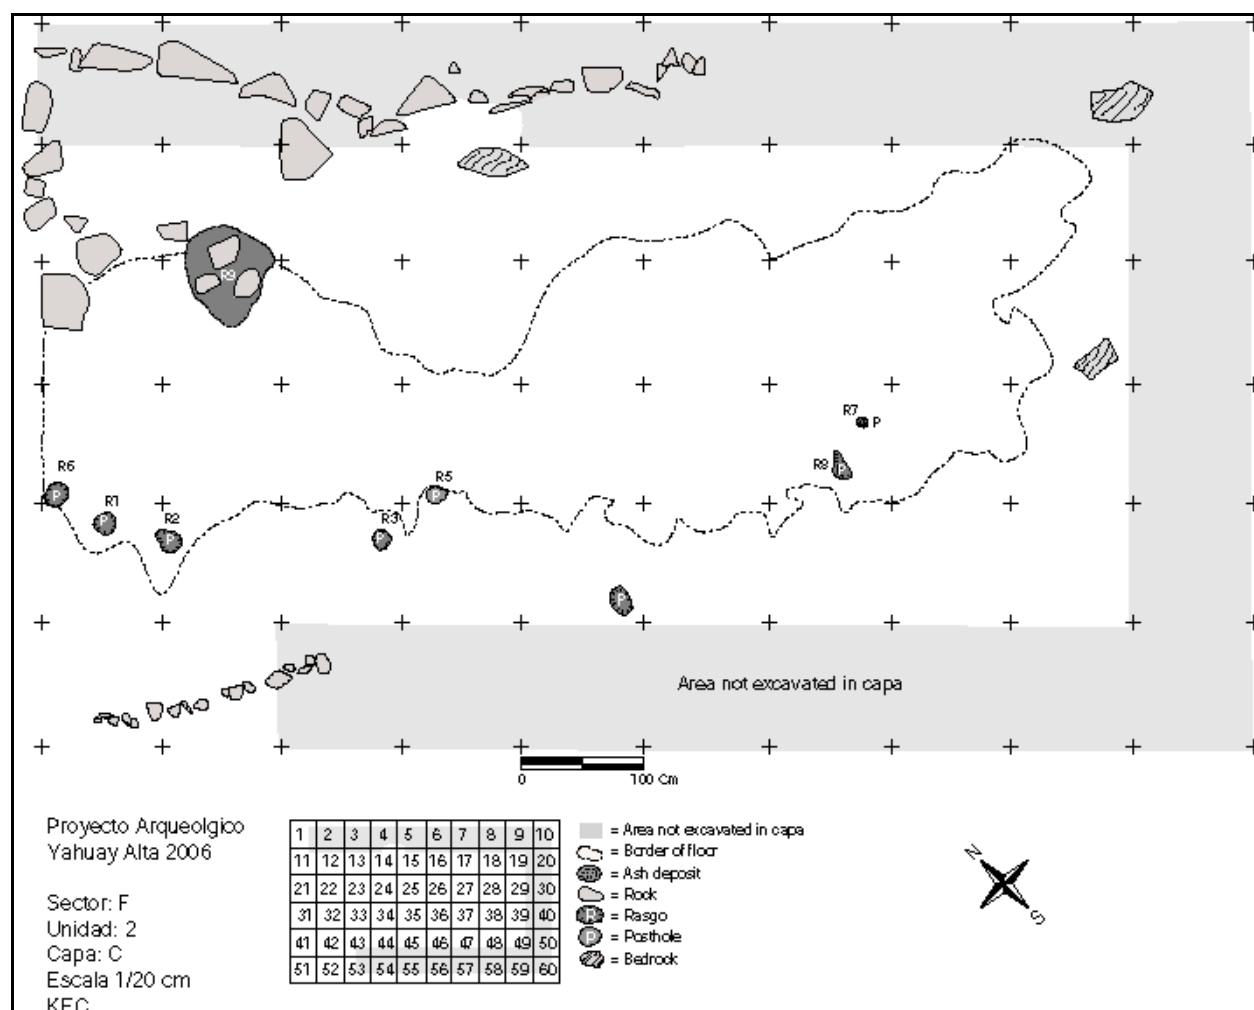 R9
R7
P
R8
P
R6
P
R1
P
R2
P
R5
P
R3
P
P
Area not excavated in capa
0 100 Cm
Proyecto Arqueolgico
Yahuay Alta 2006
Sector: F
Unidad: 2
Capa: C
Escala 1/20 cm
KEC
1 2 3 4 5 6 7 8 9 10
11 12 13 14 15 16 17 18 19 20
21 22 23 24 25 26 27 28 29 30
31 32 33 34 35 36 37 38 39 40
41 42 43 44 45 46 47 48 49 50
51 52 53 54 55 56 57 58 59 60
= Area not excavated in capa
= Border of floor
= Ash deposit
= Rock
R = Rasgo
P = Posthole
= Bedrock
N
S